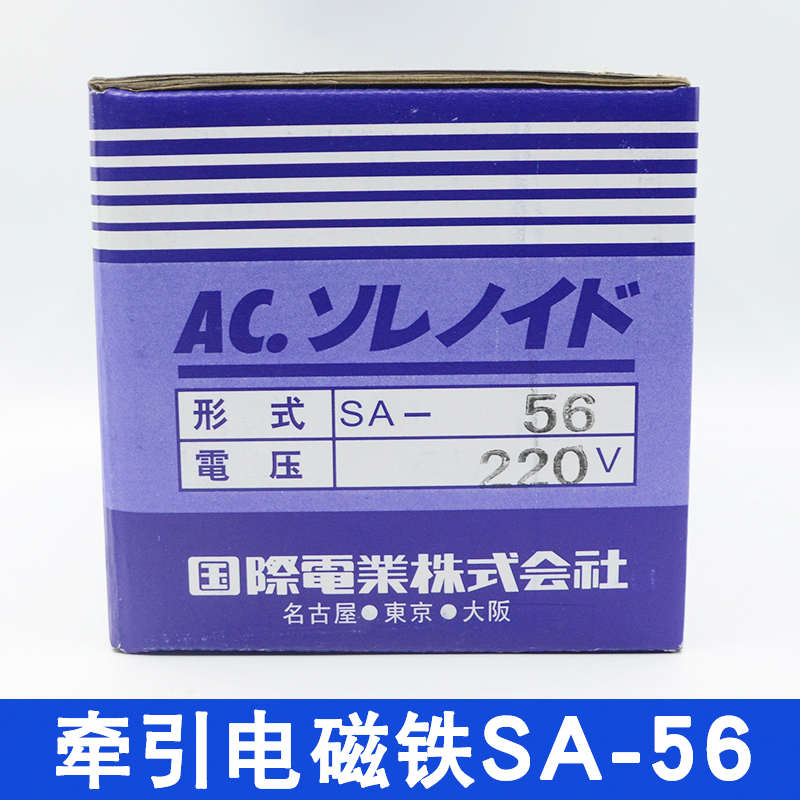 AC.ソレノイド
形式 SA－ 56
電圧 220V
国際電業株式会社
名古屋●東京●大阪
牵引电磁铁SA-56